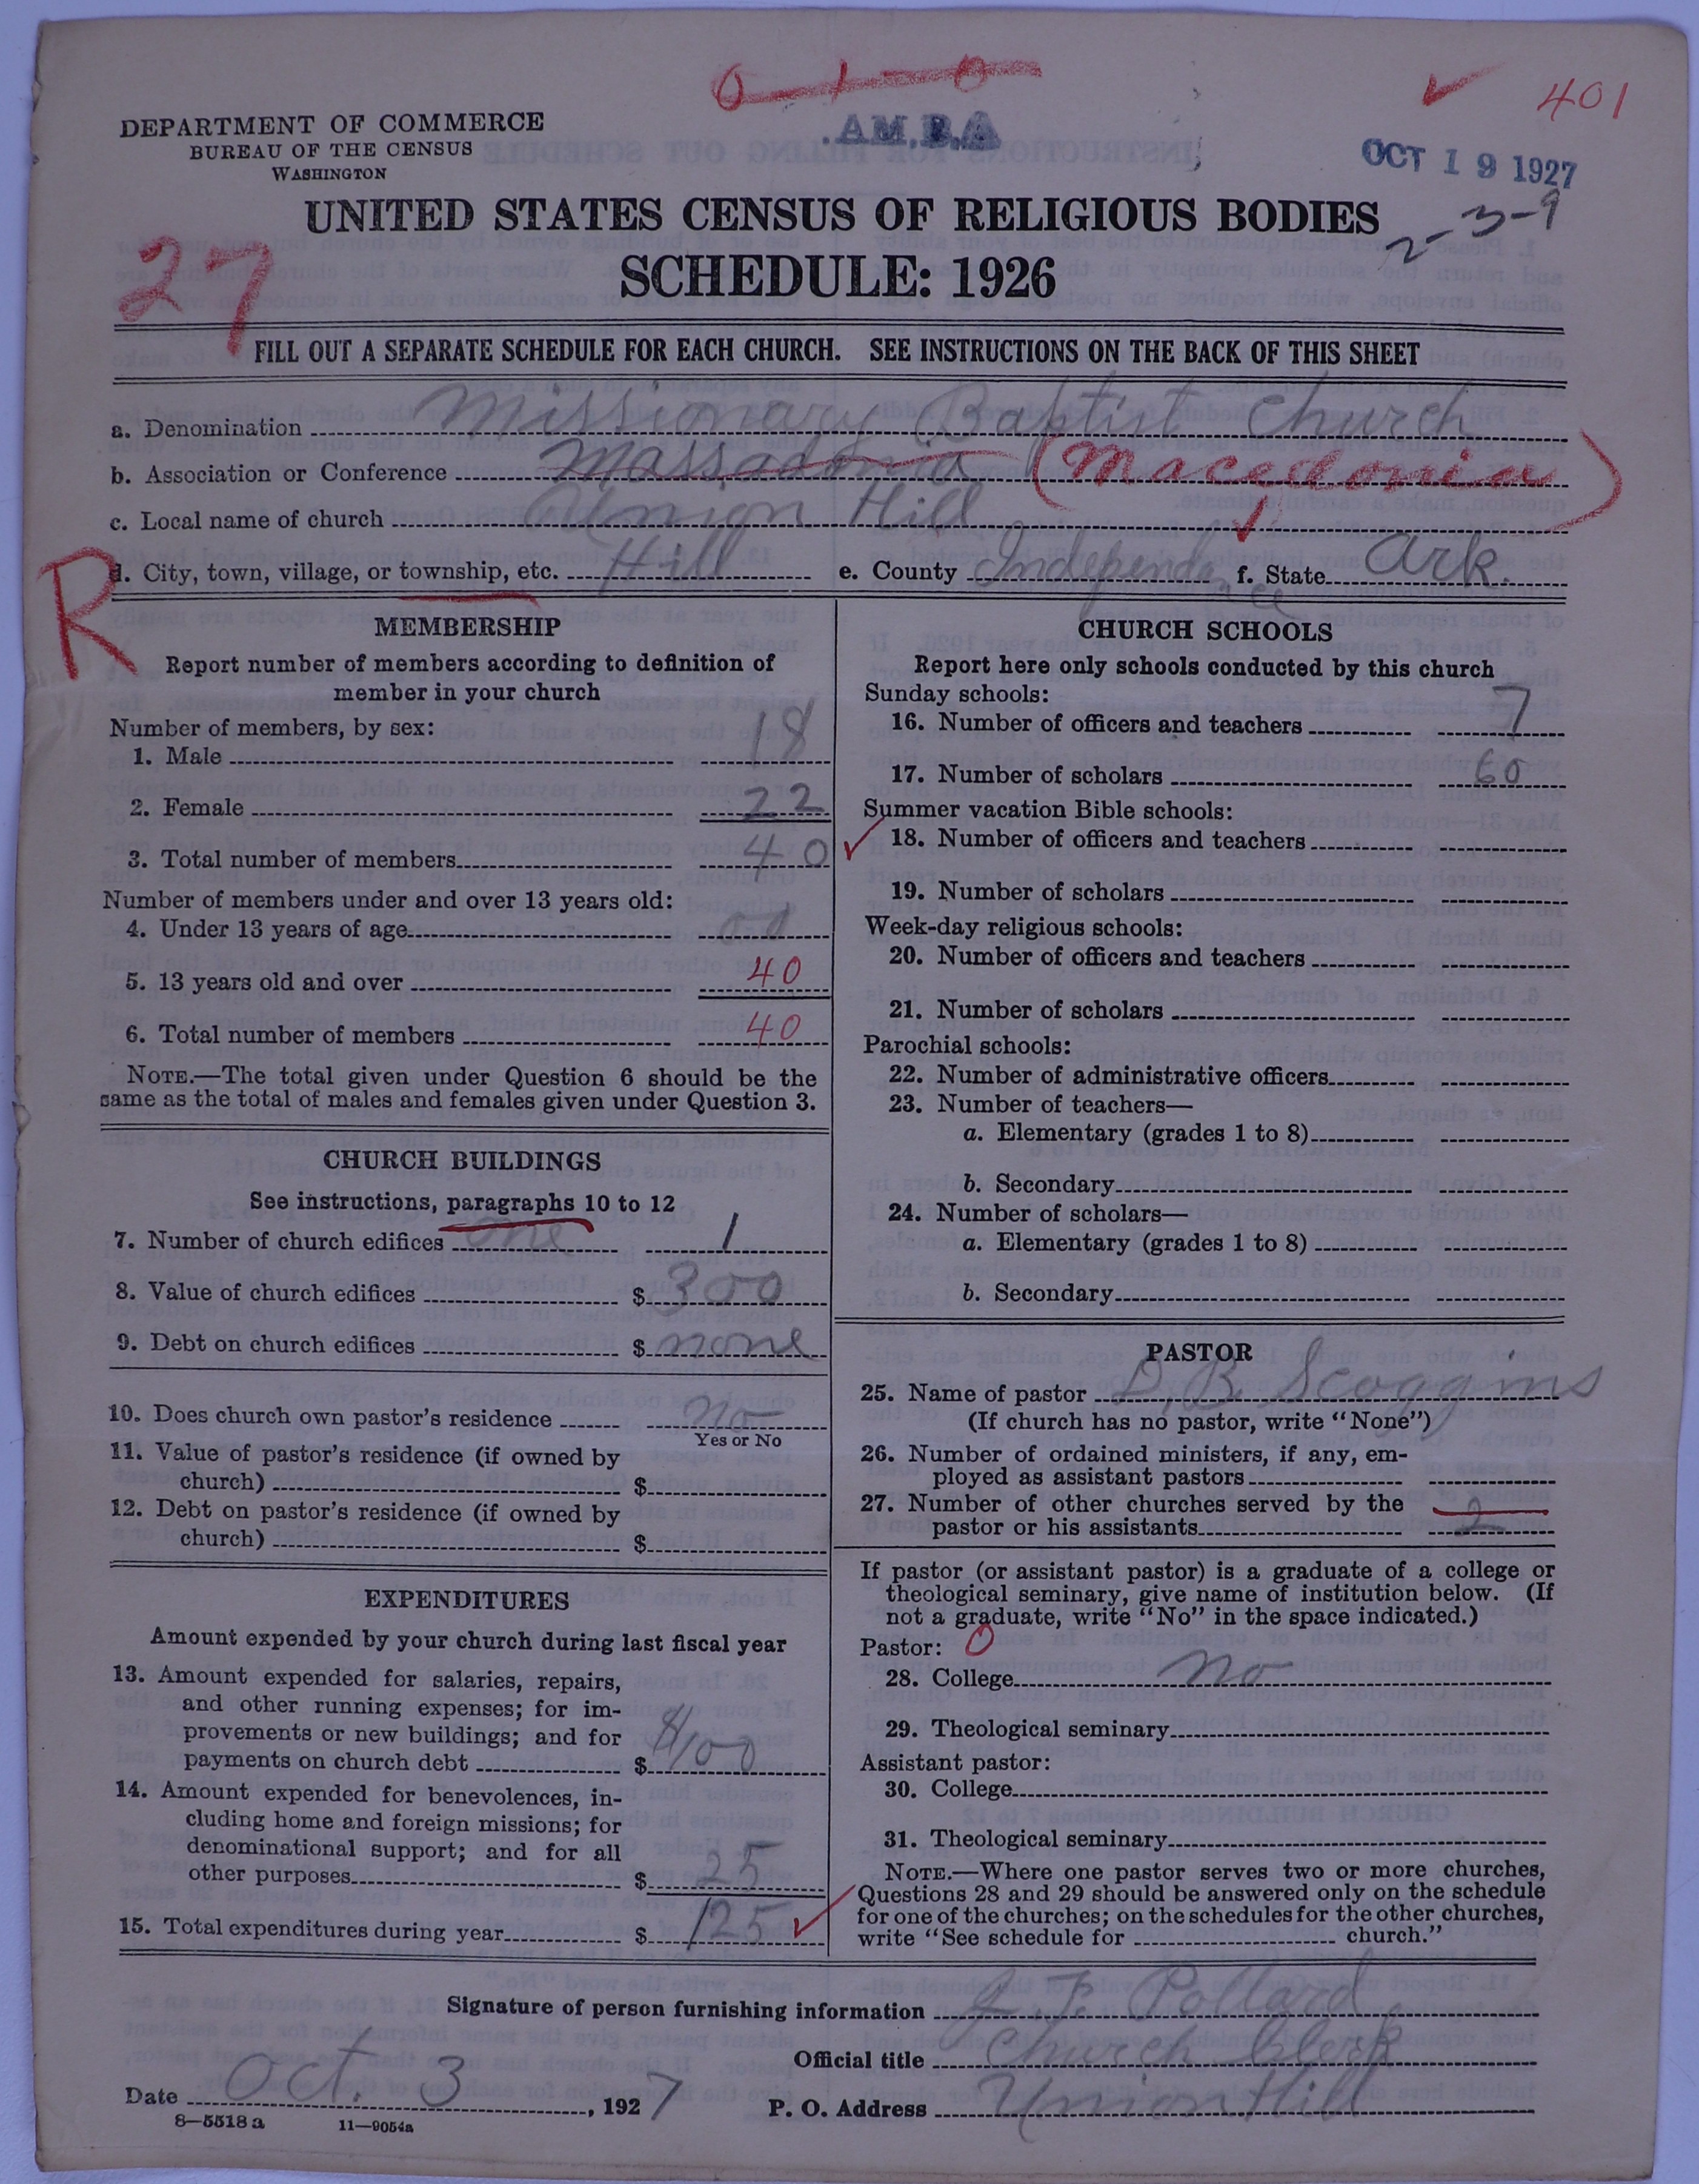 0-1-0
✓ 401
DEPARTMENT OF COMMERCE
BUREAU OF THE CENSUS
WASHINGTON
A.M.B.A.
OCT 19 1927
2-3-9
UNITED STATES CENSUS OF RELIGIOUS BODIES
SCHEDULE: 1926
27
FILL OUT A SEPARATE SCHEDULE FOR EACH CHURCH. SEE INSTRUCTIONS ON THE BACK OF THIS SHEET
a. Denomination Missionary Baptist Church
b. Association or Conference Massadonia (Macedonia)
c. Local name of church Union Hill
R
d. City, town, village, or township, etc. Hill e. County Independence f. State Ark.
MEMBERSHIP
Report number of members according to definition of
member in your church
Number of members, by sex:
1. Male 18
2. Female 22
3. Total number of members 40
Number of members under and over 13 years old:
4. Under 13 years of age 00
5. 13 years old and over 40
6. Total number of members 40
NOTE.—The total given under Question 6 should be the
same as the total of males and females given under Question 3.
CHURCH BUILDINGS
See instructions, paragraphs 10 to 12
7. Number of church edifices one 1
8. Value of church edifices $ 300
9. Debt on church edifices $ none
10. Does church own pastor's residence no
Yes or No
11. Value of pastor's residence (if owned by
church) $
12. Debt on pastor's residence (if owned by
church) $
EXPENDITURES
Amount expended by your church during last fiscal year
13. Amount expended for salaries, repairs,
and other running expenses; for im-
provements or new buildings; and for
payments on church debt $ $100
14. Amount expended for benevolences, in-
cluding home and foreign missions; for
denominational support; and for all
other purposes $ 25
15. Total expenditures during year $ 125 ✓
CHURCH SCHOOLS
Report here only schools conducted by this church
Sunday schools:
16. Number of officers and teachers 7
17. Number of scholars 60
Summer vacation Bible schools:
✓ 18. Number of officers and teachers
19. Number of scholars
Week-day religious schools:
20. Number of officers and teachers
21. Number of scholars
Parochial schools:
22. Number of administrative officers
23. Number of teachers—
a. Elementary (grades 1 to 8)
b. Secondary
24. Number of scholars—
a. Elementary (grades 1 to 8)
b. Secondary
PASTOR
25. Name of pastor D. B. Scoggins
(If church has no pastor, write "None")
26. Number of ordained ministers, if any, em-
ployed as assistant pastors
27. Number of other churches served by the
pastor or his assistants 2
If pastor (or assistant pastor) is a graduate of a college or
theological seminary, give name of institution below. (If
not a graduate, write "No" in the space indicated.)
Pastor: 0
28. College no
29. Theological seminary
Assistant pastor:
30. College
31. Theological seminary
NOTE.—Where one pastor serves two or more churches,
Questions 28 and 29 should be answered only on the schedule
for one of the churches; on the schedules for the other churches,
write "See schedule for church."
Signature of person furnishing information Pollard
Official title Church Clerk
Date Oct. 3, 1927 P. O. Address Union Hill
8—5518 a 11—9054a